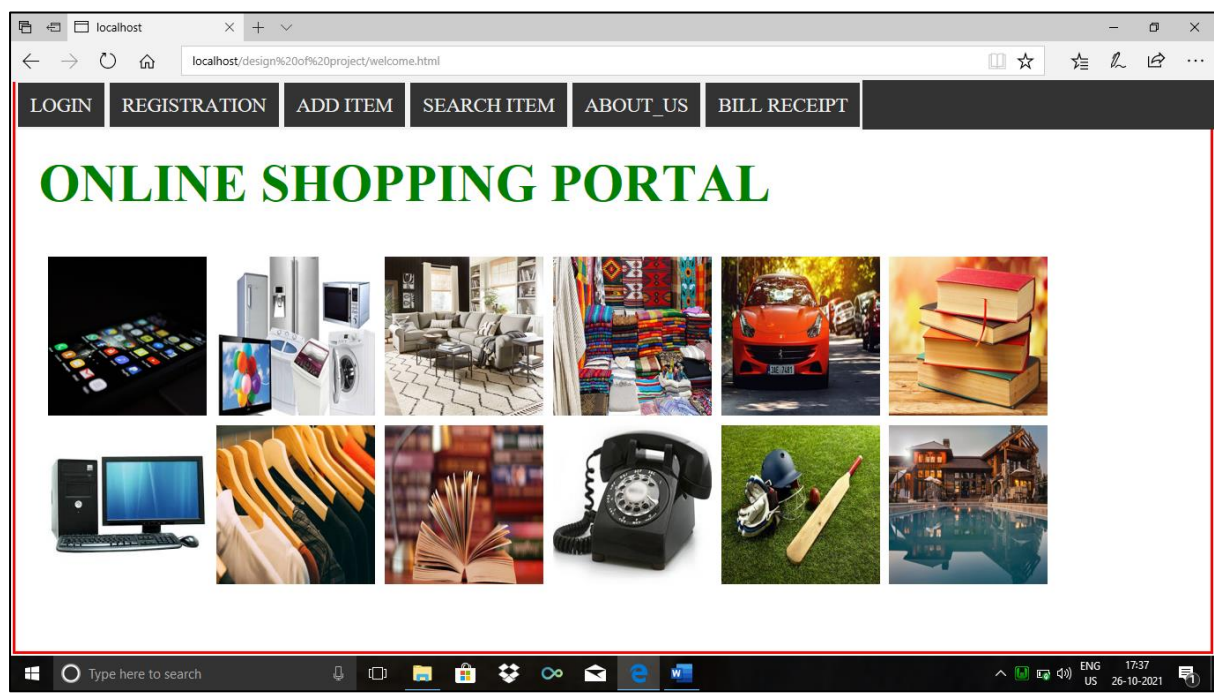 localhost
localhost/design%20of%20project/welcome.html
LOGIN REGISTRATION ADD ITEM SEARCH ITEM ABOUT_US BILL RECEIPT
ONLINE SHOPPING PORTAL
Type here to search
ENG 17:37
US 26-10-2021